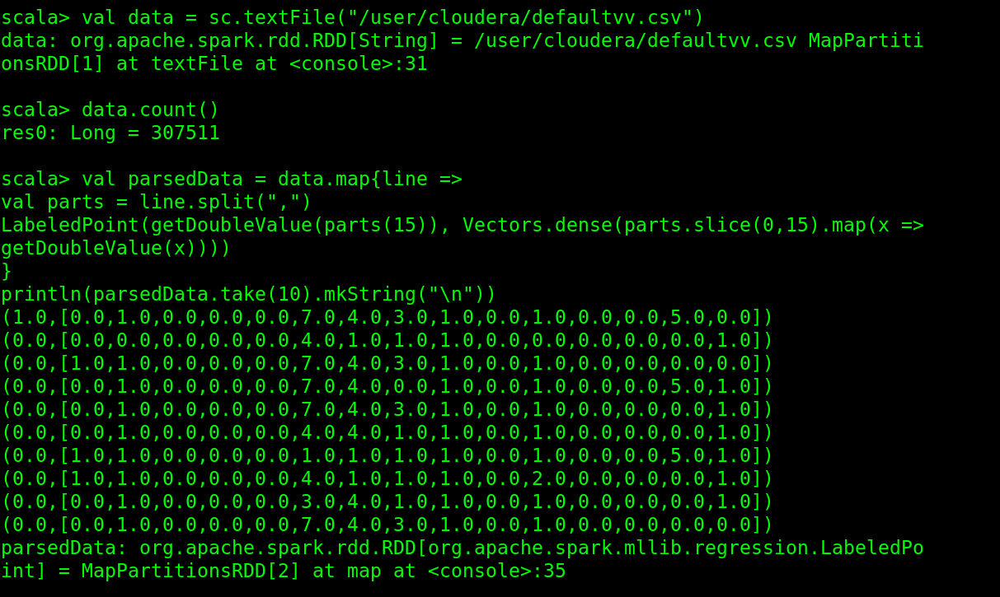 scala> val data = sc.textFile("/user/cloudera/defaultvv.csv")
data: org.apache.spark.rdd.RDD[String] = /user/cloudera/defaultvv.csv MapPartiti
onsRDD[1] at textFile at <console>:31
scala> data.count()
res0: Long = 307511
scala> val parsedData = data.map{line =>
val parts = line.split(",")
LabeledPoint(getDoubleValue(parts(15)), Vectors.dense(parts.slice(0,15).map(x =>
getDoubleValue(x))))
}
println(parsedData.take(10).mkString("\n"))
(1.0,[0.0,1.0,0.0,0.0,0.0,7.0,4.0,3.0,1.0,0.0,1.0,0.0,0.0,5.0,0.0])
(0.0,[0.0,0.0,0.0,0.0,0.0,4.0,1.0,1.0,1.0,0.0,0.0,0.0,0.0,0.0,1.0])
(0.0,[1.0,1.0,0.0,0.0,0.0,7.0,4.0,3.0,1.0,0.0,1.0,0.0,0.0,0.0,0.0])
(0.0,[0.0,1.0,0.0,0.0,0.0,7.0,4.0,0.0,1.0,0.0,1.0,0.0,0.0,5.0,1.0])
(0.0,[0.0,1.0,0.0,0.0,0.0,7.0,4.0,3.0,1.0,0.0,1.0,0.0,0.0,0.0,1.0])
(0.0,[0.0,1.0,0.0,0.0,0.0,4.0,4.0,1.0,1.0,0.0,1.0,0.0,0.0,0.0,1.0])
(0.0,[1.0,1.0,0.0,0.0,0.0,1.0,1.0,1.0,1.0,0.0,1.0,0.0,0.0,5.0,1.0])
(0.0,[1.0,1.0,0.0,0.0,0.0,4.0,1.0,1.0,1.0,0.0,2.0,0.0,0.0,0.0,1.0])
(0.0,[0.0,1.0,0.0,0.0,0.0,3.0,4.0,1.0,1.0,0.0,1.0,0.0,0.0,0.0,1.0])
(0.0,[0.0,1.0,0.0,0.0,0.0,7.0,4.0,3.0,1.0,0.0,1.0,0.0,0.0,0.0,0.0])
parsedData: org.apache.spark.rdd.RDD[org.apache.spark.mllib.regression.LabeledPo
int] = MapPartitionsRDD[2] at map at <console>:35